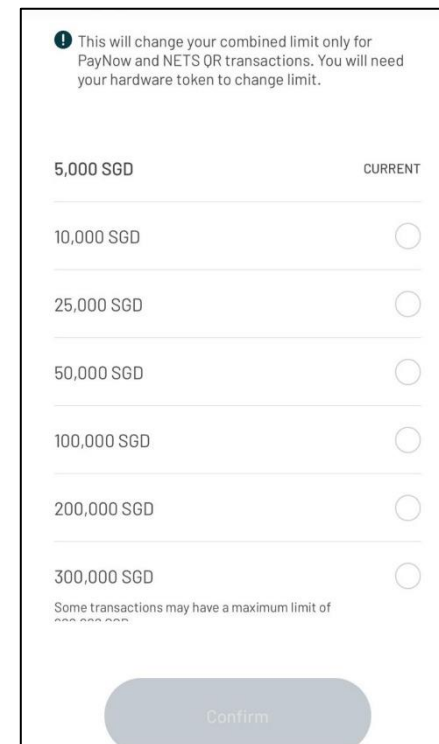 This will change your combined limit only for
PayNow and NETS QR transactions. You will need
your hardware token to change limit.
5,000 SGD CURRENT
10,000 SGD
25,000 SGD
50,000 SGD
100,000 SGD
200,000 SGD
300,000 SGD
Some transactions may have a maximum limit of
Confirm